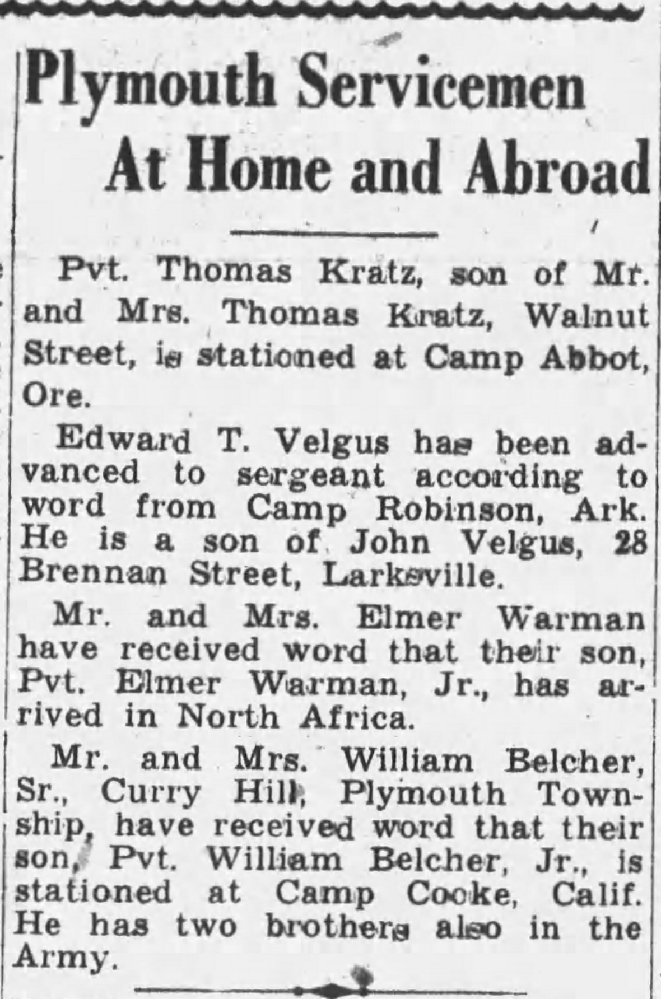 Plymouth Servicemen
At Home and Abroad
Pvt. Thomas Kratz, son of Mr.
and Mrs. Thomas Kratz, Walnut
Street, is stationed at Camp Abbot,
Ore.
Edward T. Velgus has been ad-
vanced to sergeant according to
word from Camp Robinson, Ark.
He is a son of John Velgus, 28
Brennan Street, Larksville.
Mr. and Mrs. Elmer Warman
have received word that their son,
Pvt. Elmer Warman, Jr., has ar-
rived in North Africa.
Mr. and Mrs. William Belcher,
Sr., Curry Hill, Plymouth Town-
ship, have received word that their
son, Pvt. William Belcher, Jr., is
stationed at Camp Cooke, Calif.
He has two brothers also in the
Army.